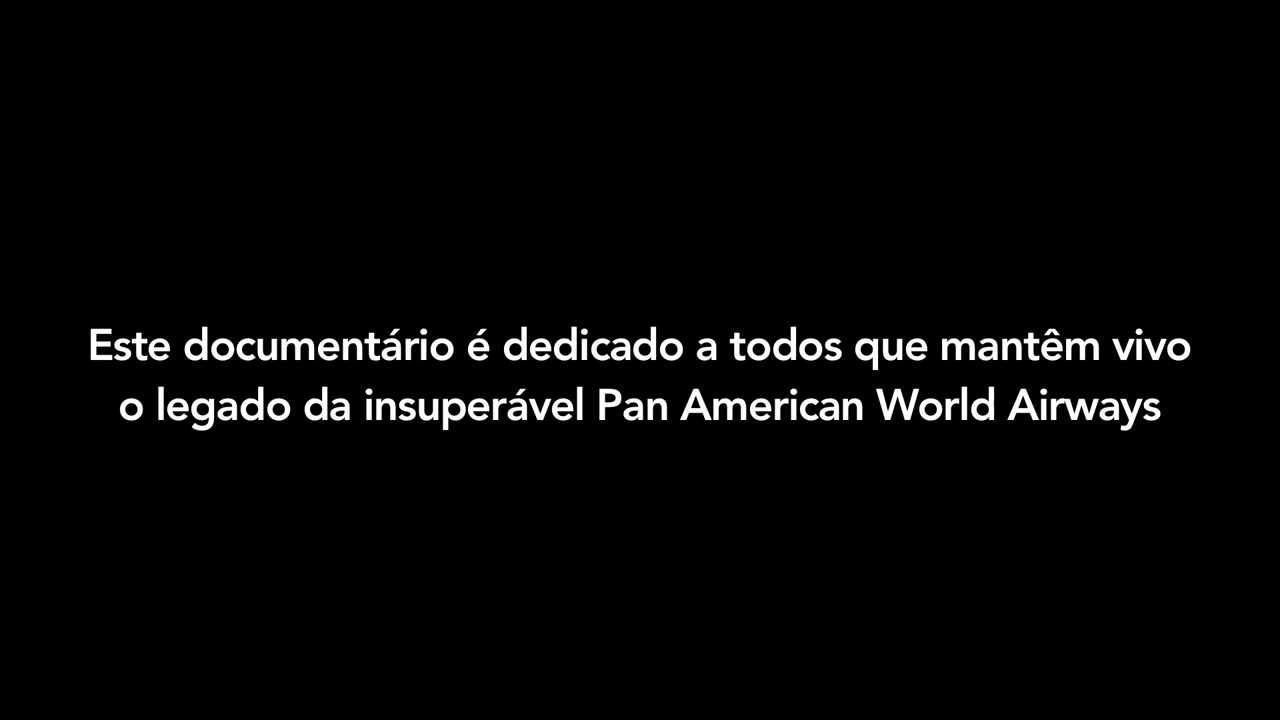 Este documentário é dedicado a todos que mantêm vivo
o legado da insuperável Pan American World Airways